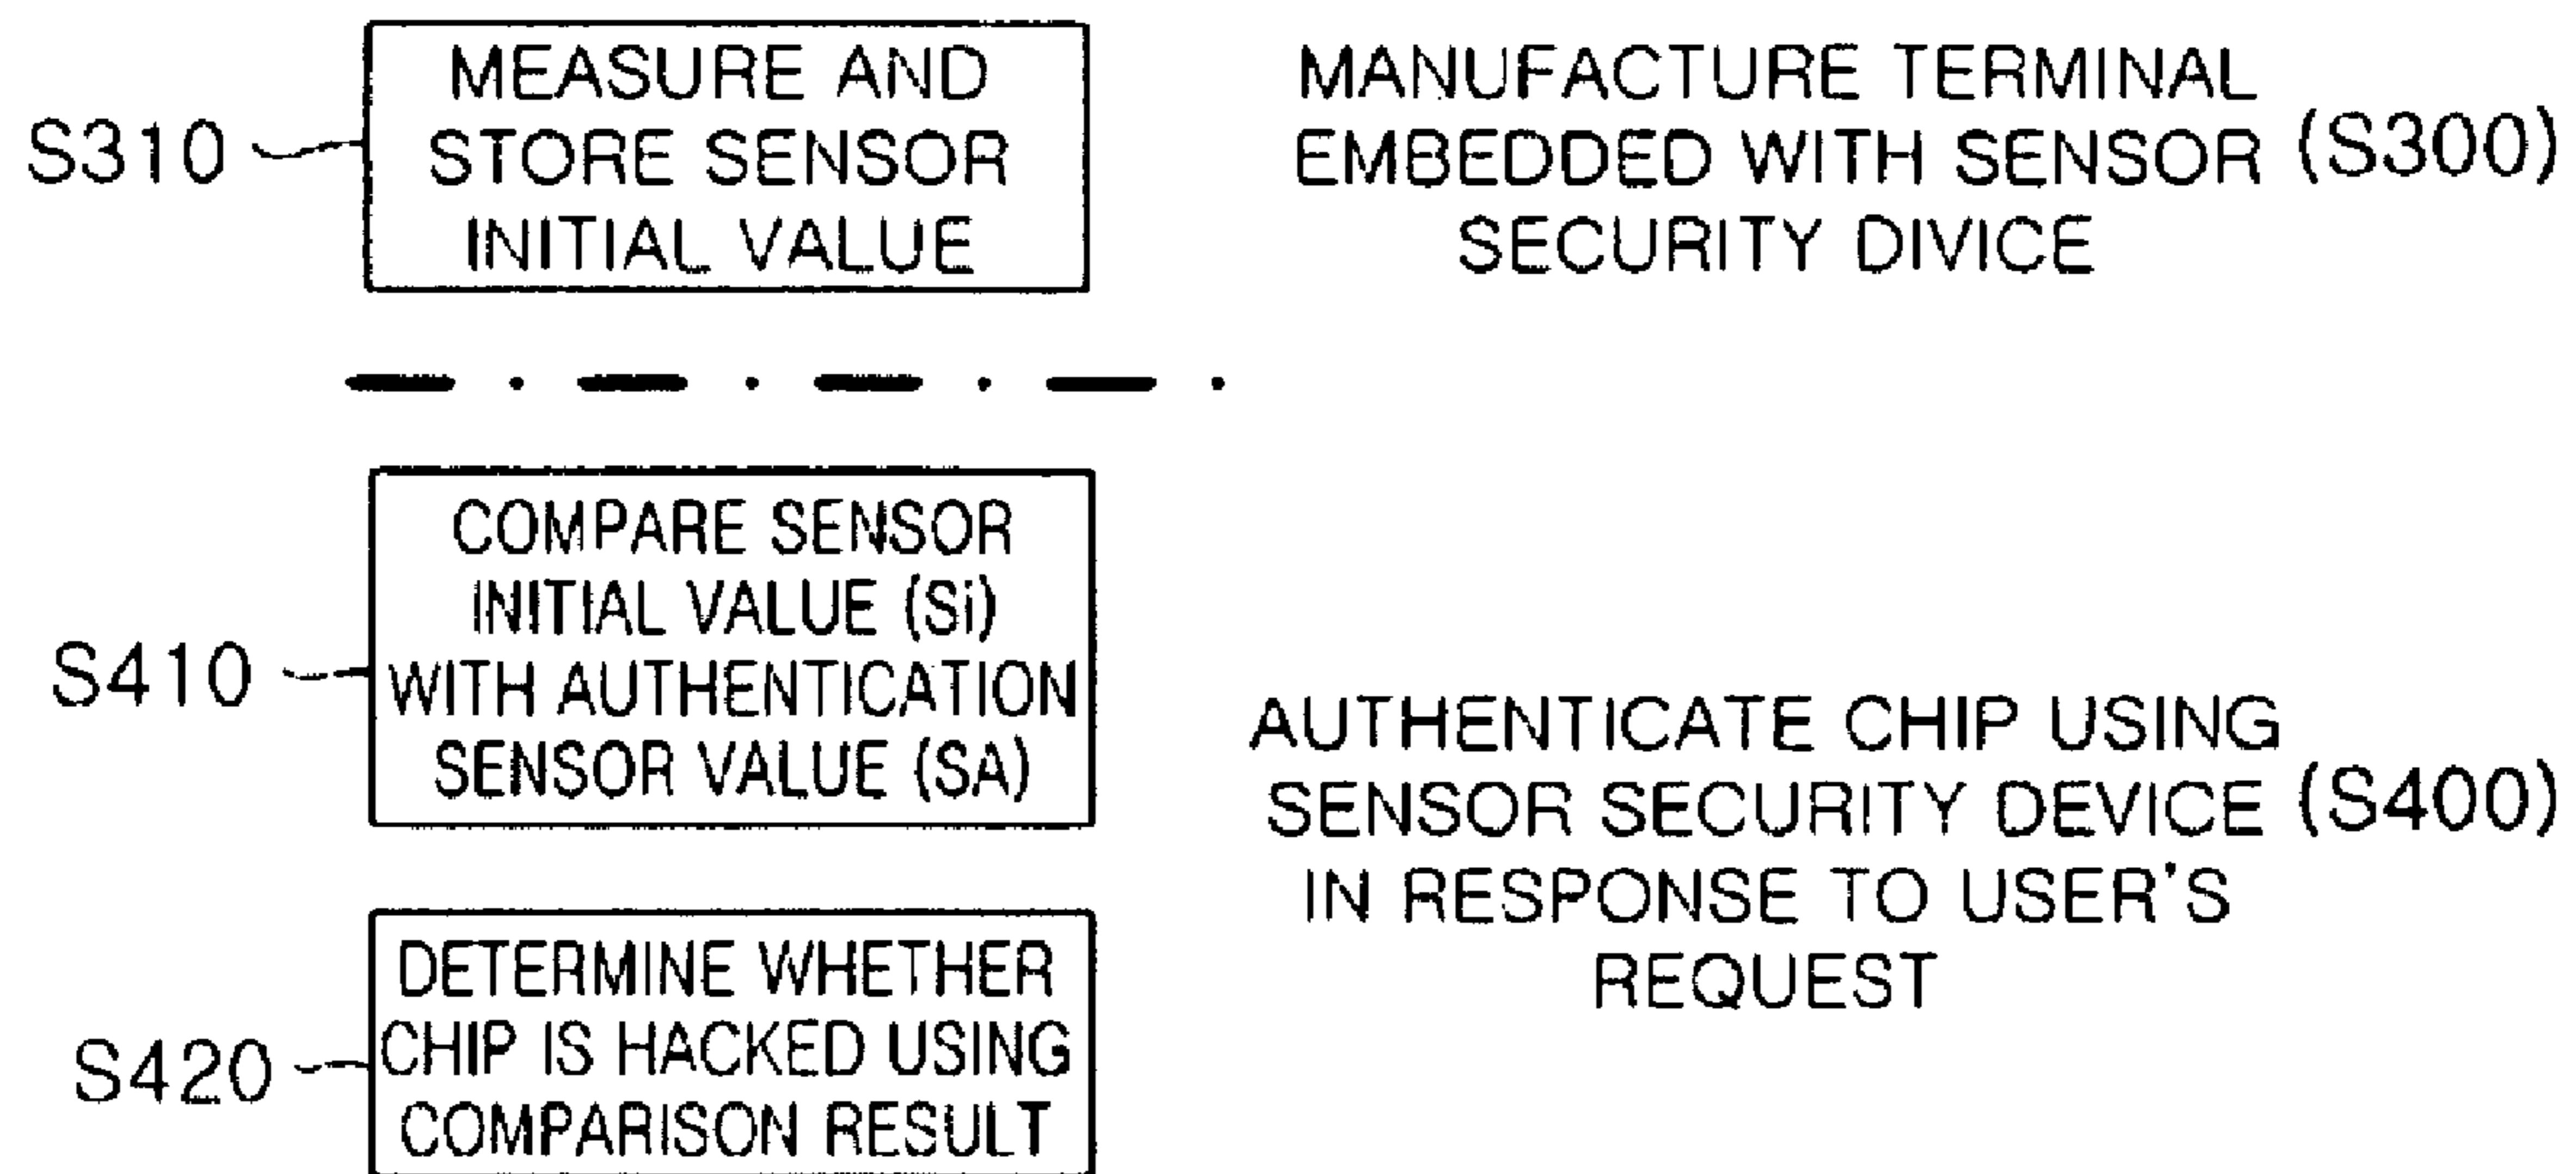 S310
MEASURE AND
STORE SENSOR
INITIAL VALUE
MANUFACTURE TERMINAL
EMBEDDED WITH SENSOR (S300)
SECURITY DIVICE
S410
COMPARE SENSOR
INITIAL VALUE (Si)
WITH AUTHENTICATION
SENSOR VALUE (SA)
S420
DETERMINE WHETHER
CHIP IS HACKED USING
COMPARISON RESULT
AUTHENTICATE CHIP USING
SENSOR SECURITY DEVICE (S400)
IN RESPONSE TO USER'S
REQUEST